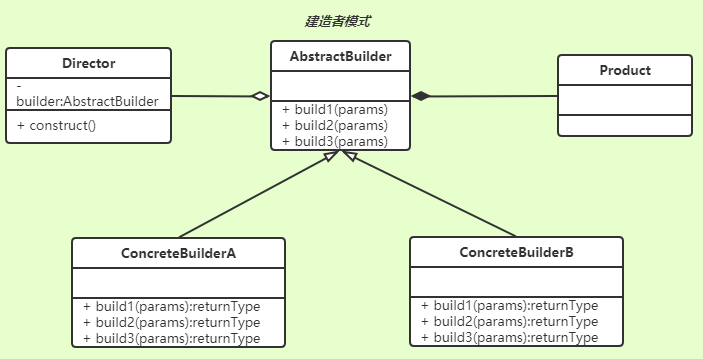 建造者模式
Director
-
builder:AbstractBuilder
+ construct()
AbstractBuilder
+ build1(params)
+ build2(params)
+ build3(params)
Product
ConcreteBuilderA
+ build1(params):returnType
+ build2(params):returnType
+ build3(params):returnType
ConcreteBuilderB
+ build1(params):returnType
+ build2(params):returnType
+ build3(params):returnType